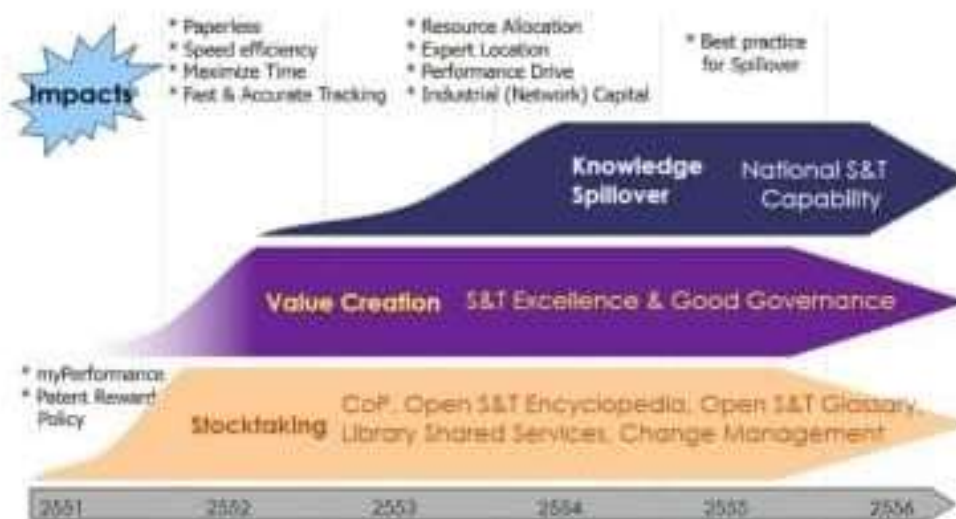 Impacts
* Paperless
* Speed efficiency
* Maximize Time
* Fast & Accurate Tracking
* Resource Allocation
* Expert Location
* Performance Drive
* Industrial (Network) Capital
* Best practice
for Spillover
Knowledge
Spillover
National S&T
Capability
Value Creation
S&T Excellence & Good Governance
* myPerformance
* Patent Reward
Policy
Stocktaking
CoP, Open S&T Encyclopedia, Open S&T Glossary,
Library Shared Services, Change Management
2551 2552 2553 2554 2555 2556